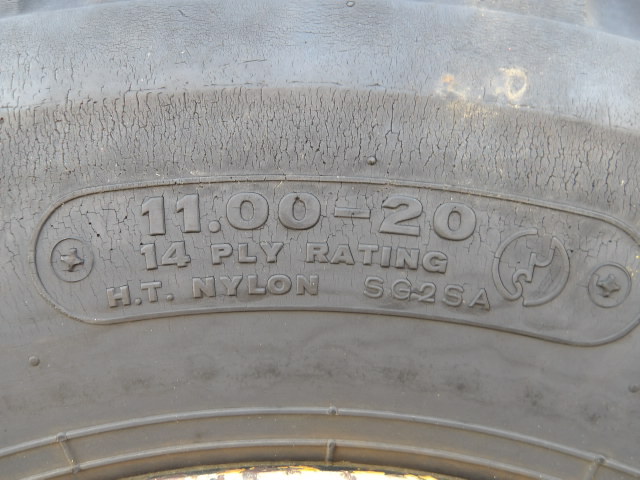 11.00-20
14 PLY RATING
H.T. NYLON SG2SA